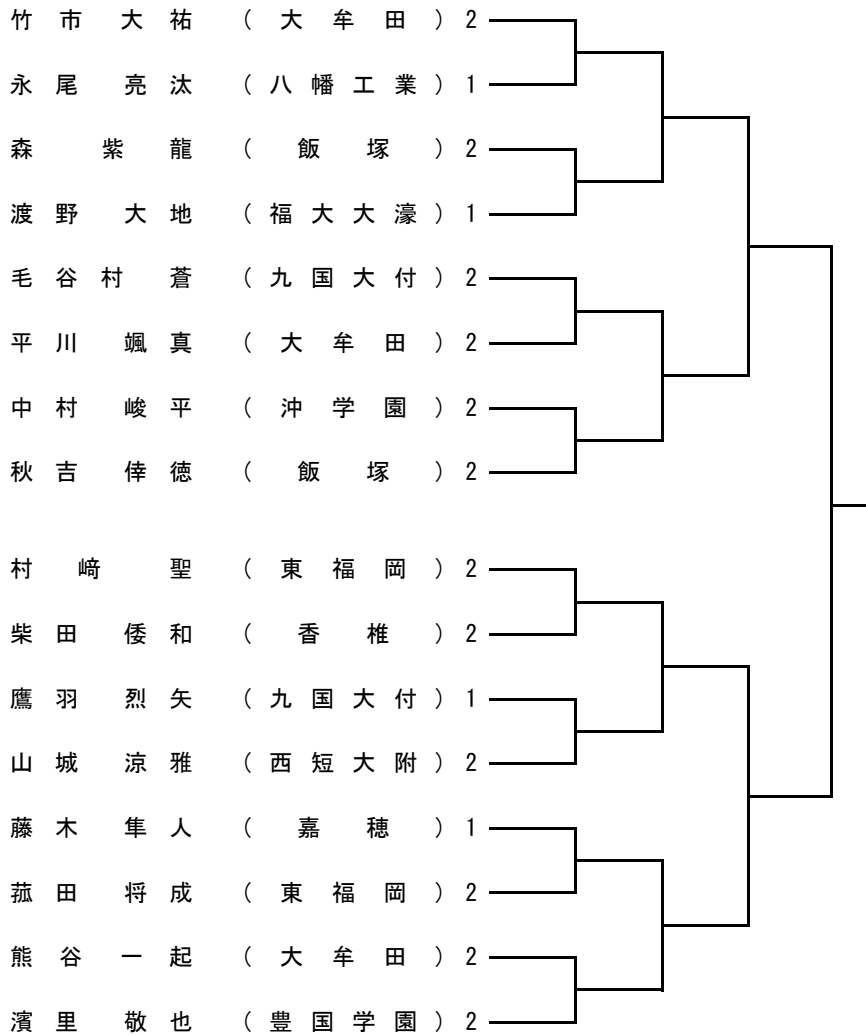 竹市 大祐 (大牟田) 2
永尾 亮汰 (八幡工業) 1
森 紫龍 (飯塚) 2
渡野 大地 (福大大濠) 1
毛谷村 蒼 (九国大付) 2
平川 颯真 (大牟田) 2
中村 峻平 (沖学園) 2
秋吉 倖徳 (飯塚) 2
村﨑 聖 (東福岡) 2
柴田 倭和 (香椎) 2
鷹羽 烈矢 (九国大付) 1
山城 涼雅 (西短大附) 2
藤木 隼人 (嘉穂) 1
菰田 将成 (東福岡) 2
熊谷 一起 (大牟田) 2
濱里 敬也 (豊国学園) 2